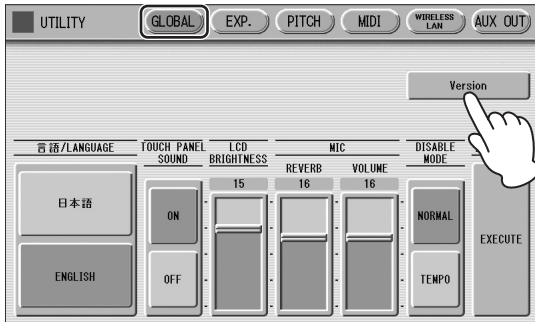 UTILITY
GLOBAL
EXP.
PITCH
MIDI
WIRELESS
LAN
AUX OUT
Version
言語/LANGUAGE
TOUCH PANEL
SOUND
LCD
BRIGHTNESS
MIC
REVERB
VOLUME
DISABLE
MODE
15
16
16
日本語
ENGLISH
ON
OFF
NORMAL
TEMPO
EXECUTE